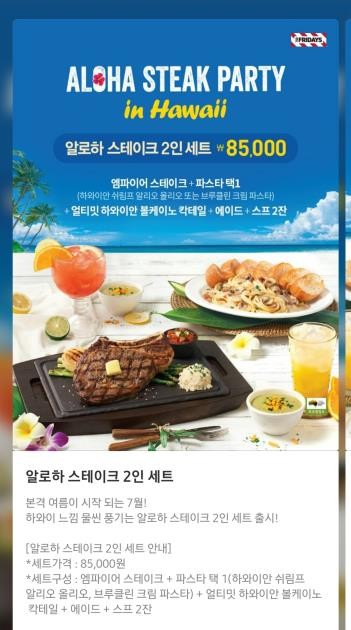 FRIDAYS
ALOHA STEAK PARTY
in Hawaii
알로하 스테이크 2인 세트 ₩85,000
엠파이어 스테이크 + 파스타 택1
(하와이안 쉬림프 알리오 올리오 또는 브루클린 크림 파스타)
+ 얼티밋 하와이안 볼케이노 칵테일 + 에이드 + 스프 2잔
알로하 스테이크 2인 세트
본격 여름이 시작 되는 7월!
하와이 느낌 물씬 풍기는 알로하 스테이크 2인 세트 출시!
[알로하 스테이크 2인 세트 안내]
*세트가격 : 85,000원
*세트구성 : 엠파이어 스테이크 + 파스타 택 1(하와이안 쉬림프
알리오 올리오, 브루클린 크림 파스타) + 얼티밋 하와이안 볼케이노
칵테일 + 에이드 + 스프 2잔